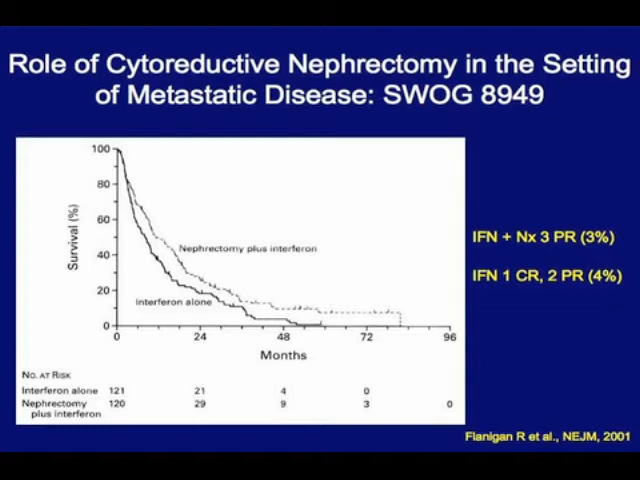 Role of Cytoreductive Nephrectomy in the Setting
of Metastatic Disease: SWOG 8949
100
80
60
40
20
0
Survival (%)
Nephrectomy plus interferon
Interferon alone
0 24 48 72 96
Months
IFN + Nx 3 PR (3%)
IFN 1 CR, 2 PR (4%)
No. at Risk
Interferon alone 121 21 4 0
Nephrectomy 120 29 9 3 0
plus interferon
Flanigan R et al., NEJM, 2001